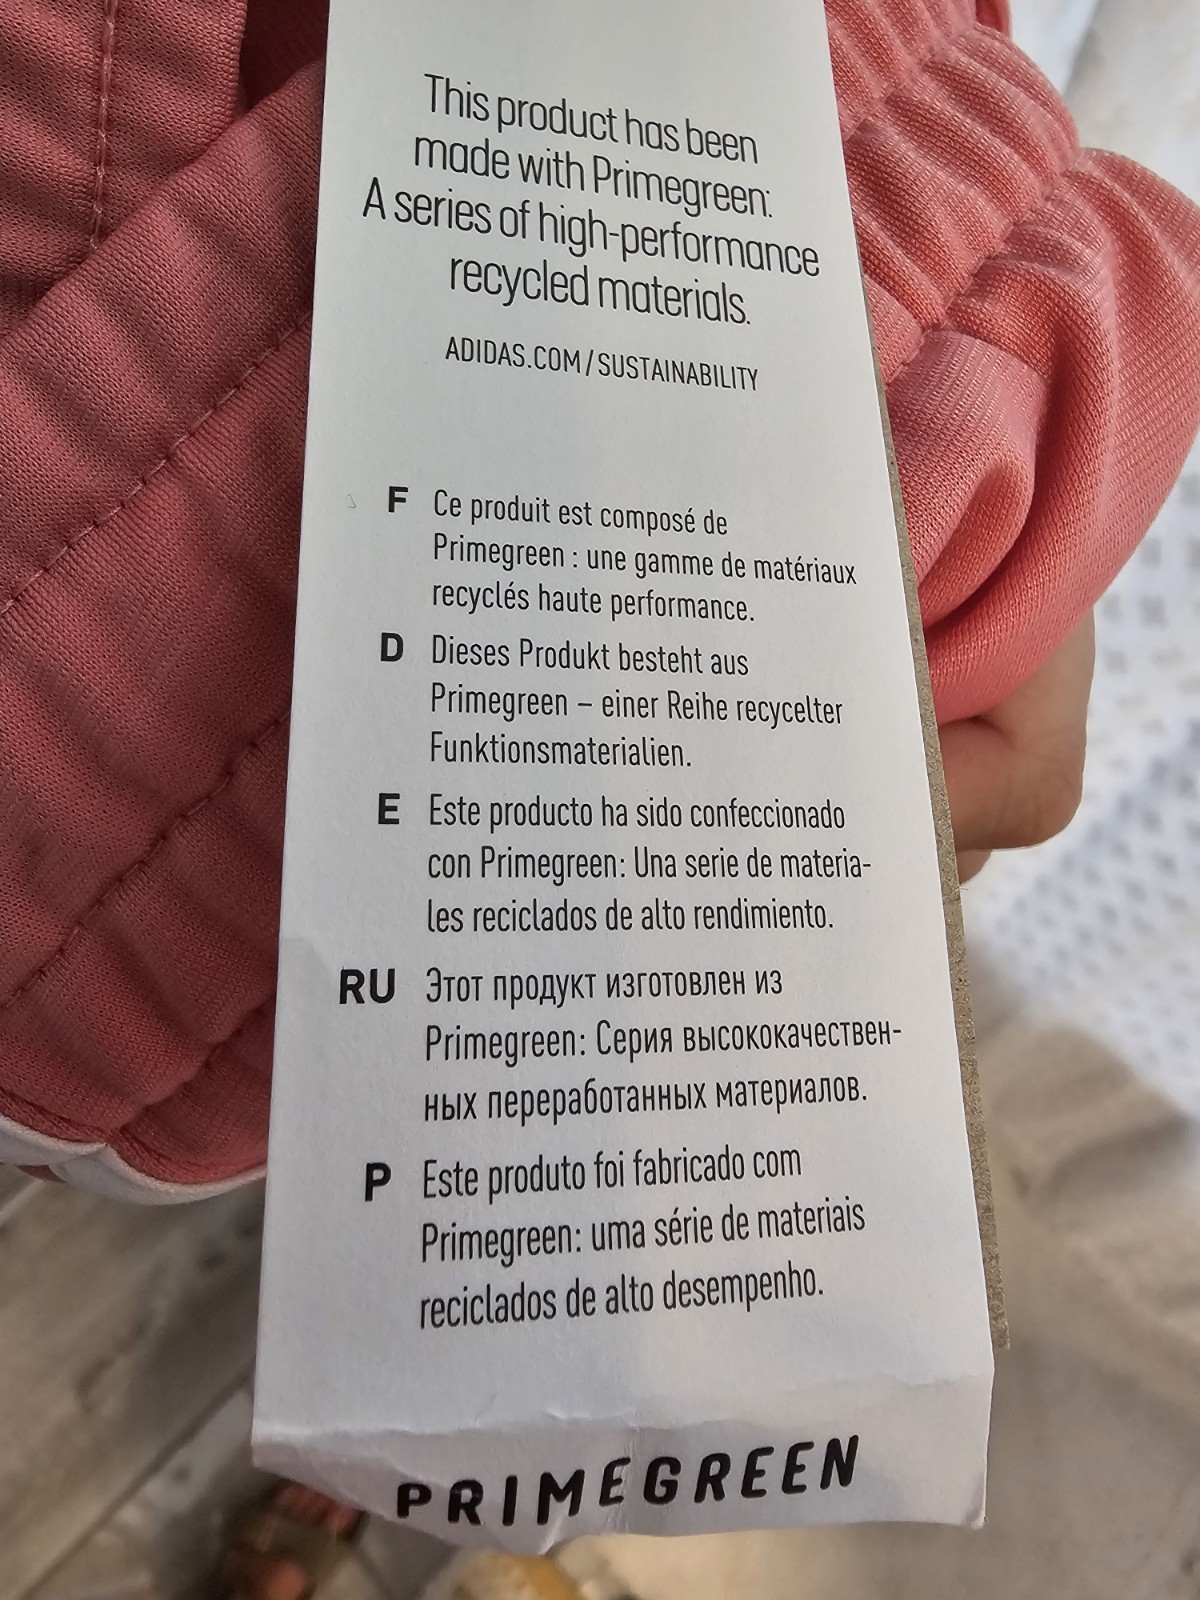 This product has been
made with Primegreen:
A series of high-performance
recycled materials.
ADIDAS.COM/SUSTAINABILITY
F Ce produit est composé de
Primegreen : une gamme de matériaux
recyclés haute performance.
D Dieses Produkt besteht aus
Primegreen – einer Reihe recycelter
Funktionsmaterialien.
E Este producto ha sido confeccionado
con Primegreen: Una serie de materia-
les reciclados de alto rendimiento.
RU Этот продукт изготовлен из
Primegreen: Серия высококачествен-
ных переработанных материалов.
P Este produto foi fabricado com
Primegreen: uma série de materiais
reciclados de alto desempenho.
PRIMEGREEN